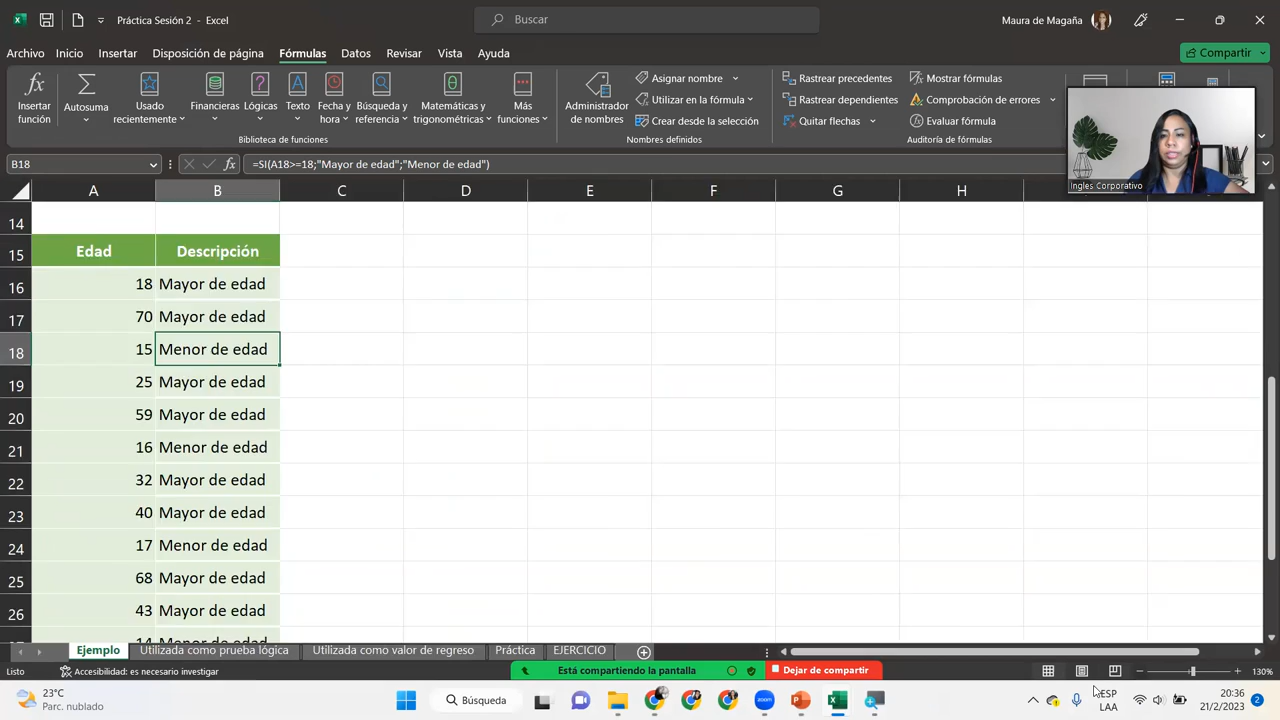 Práctica Sesión 2 - Excel
Buscar
Maura de Magaña
Archivo Inicio Insertar Disposición de página Fórmulas Datos Revisar Vista Ayuda
Compartir
Insertar función
Autosuma
Usado recientemente
Financieras
Lógicas
Texto
Fecha y hora
Búsqueda y referencia
Matemáticas y trigonométricas
Más funciones
Biblioteca de funciones
Administrador de nombres
Asignar nombre
Utilizar en la fórmula
Crear desde la selección
Nombres definidos
Rastrear precedentes
Rastrear dependientes
Quitar flechas
Mostrar fórmulas
Comprobación de errores
Evaluar fórmula
Auditoría de fórmulas
Ingles Corporativo
B18
fx
=SI(A18>=18;"Mayor de edad";"Menor de edad")
A B C D E F G H
14
15 Edad Descripción
16 18 Mayor de edad
17 70 Mayor de edad
18 15 Menor de edad
19 25 Mayor de edad
20 59 Mayor de edad
21 16 Menor de edad
22 32 Mayor de edad
23 40 Mayor de edad
24 17 Menor de edad
25 68 Mayor de edad
26 43 Mayor de edad
14 Menor de edad
Ejemplo Utilizada como prueba lógica Utilizada como valor de regreso Práctica EJERCICIO
Listo
Accesibilidad: es necesario investigar
Está compartiendo la pantalla
Dejar de compartir
130%
23°C
Parc. nublado
Búsqueda
zoom
ESP
LAA
20:36
21/2/2023
2